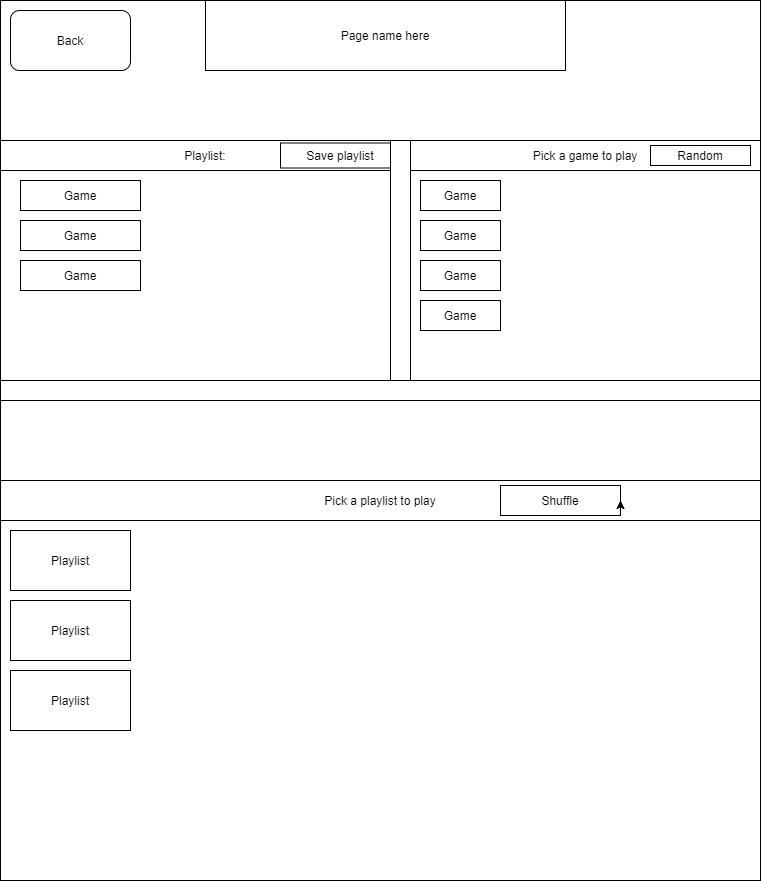 Back
Page name here
Playlist:
Save playlist
Pick a game to play
Random
Game
Game
Game
Game
Game
Game
Game
Pick a playlist to play
Shuffle
Playlist
Playlist
Playlist